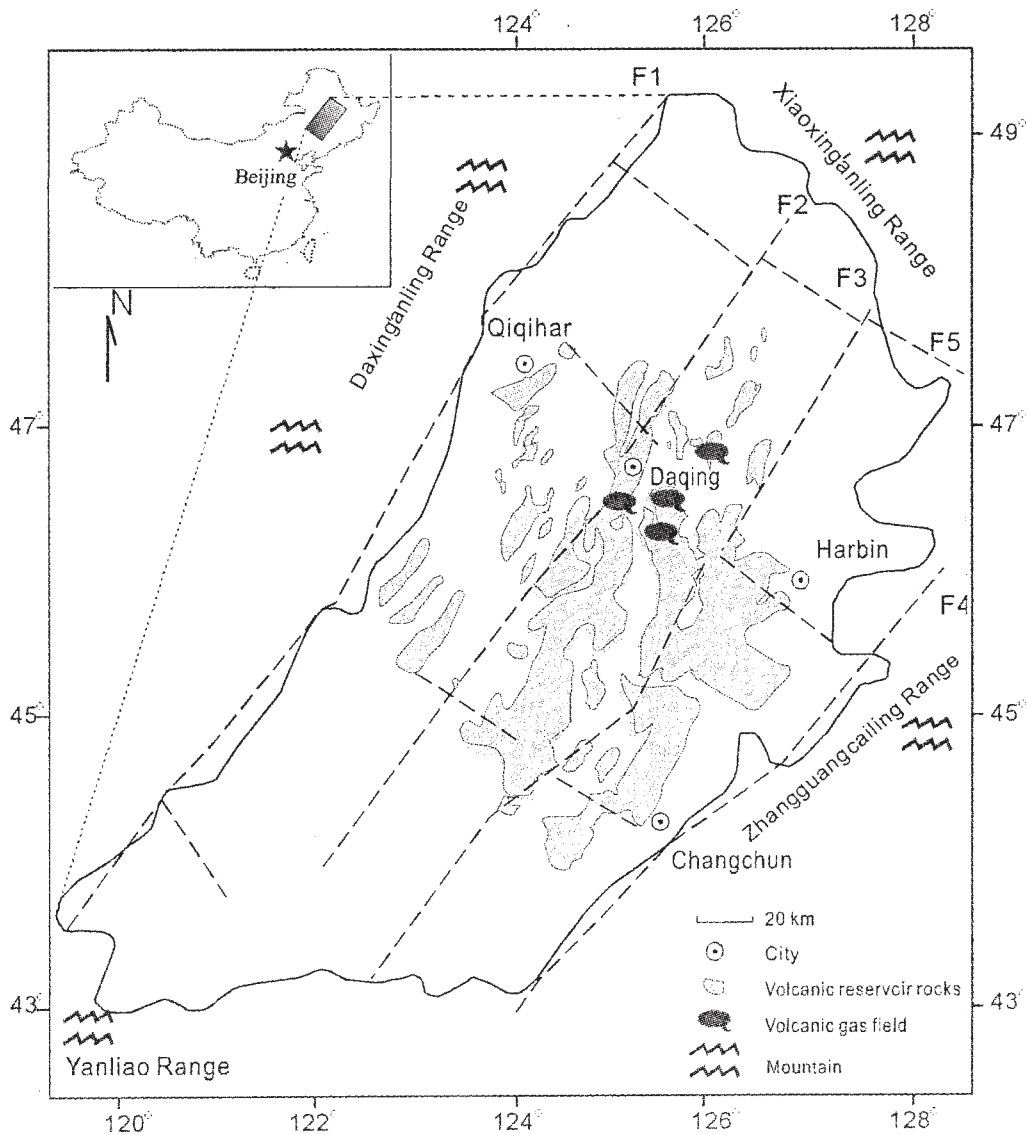 124° 126° 128°
F1
Xiaoxinganling Range
49°
Beijing
F2
Daxinganling Range
N
F3
Qiqihar
F5
47° 47°
Daqing
Harbin
F4
45° 45°
Zhangguangcailing Range
Changchun
20 km
City
Volcanic reservcir rocks
43° 43°
Volcanic gas field
Mountain
Yanliao Range
120° 122° 124° 126° 128°